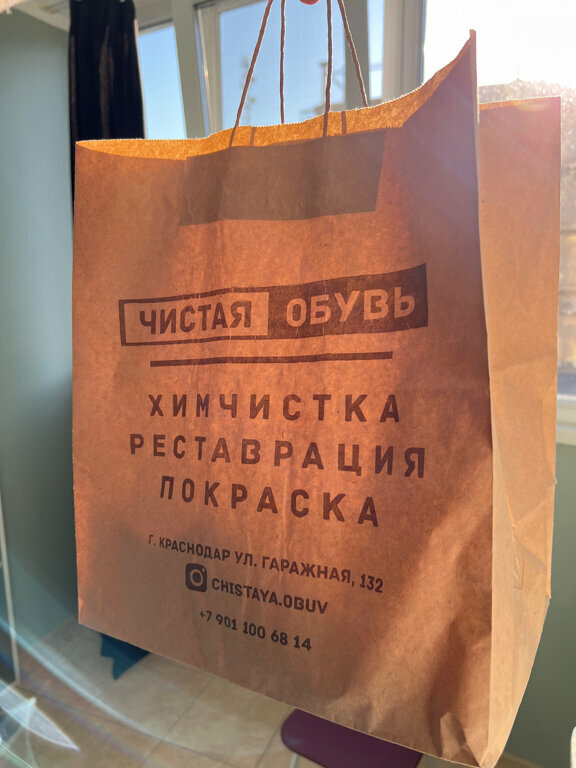 ЧИСТАЯ ОБУВЬ
ХИМЧИСТКА
РЕСТАВРАЦИЯ
ПОКРАСКА
Г. КРАСНОДАР УЛ. ГАРАЖНАЯ, 132
CHISTAYA.OBUV
+7 901 100 68 14